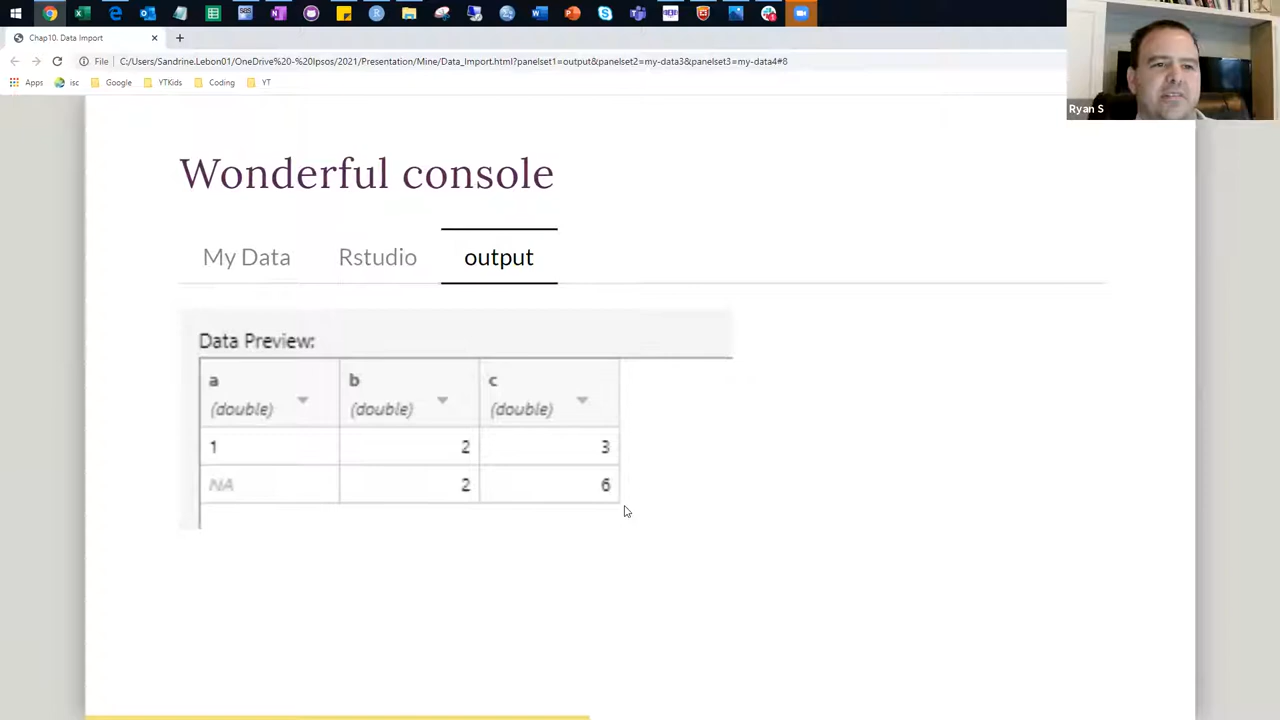 Chap10. Data Import
File
C:/Users/Sandrine.Lebon01/OneDrive%20-%20Ipsos/2021/Presentation/Mine/Data_Import.html?panelset1=output&panelset2=my-data3&panelset3=my-data4#8
Apps isc Google YTKids Coding YT
Ryan S
Wonderful console
My Data Rstudio output
Data Preview:
a b c
(double) (double) (double)
1 2 3
NA 2 6